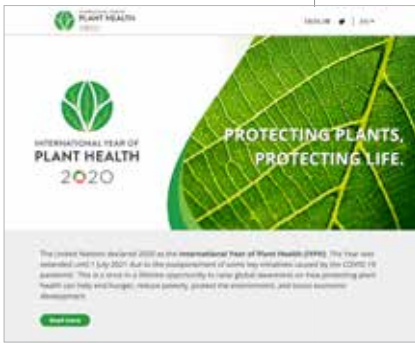 PLANT HEALTH
INTERNATIONAL YEAR OF
PLANT HEALTH
2020
PROTECTING PLANTS,
PROTECTING LIFE.
The United Nations declared 2020 as the International Year of Plant Health (IYPH). The Year was
extended until 1 July 2021 due to the postponement of some key initiatives caused by the COVID-19
pandemic. This is a once in a lifetime opportunity to raise global awareness on how protecting plant
health can help end hunger, reduce poverty, protect the environment, and boost economic
development.
Read more